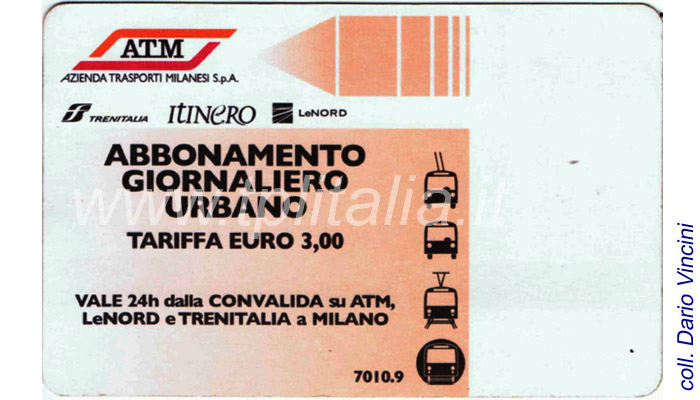 ATM
AZIENDA TRASPORTI MILANESI S.p.A.
TRENITALIA ITINERO LeNORD
ABBONAMENTO
GIORNALIERO
URBANO
www.tplitalia.it
TARIFFA EURO 3,00
VALE 24h dalla CONVALIDA su ATM,
LeNORD e TRENITALIA a MILANO
7010.9
coll. Dario Vincini